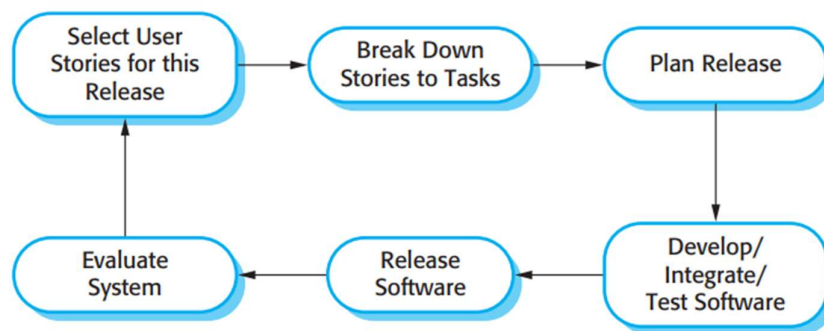 Select User
Stories for this
Release
Break Down
Stories to Tasks
Plan Release
Develop/
Integrate/
Test Software
Release
Software
Evaluate
System